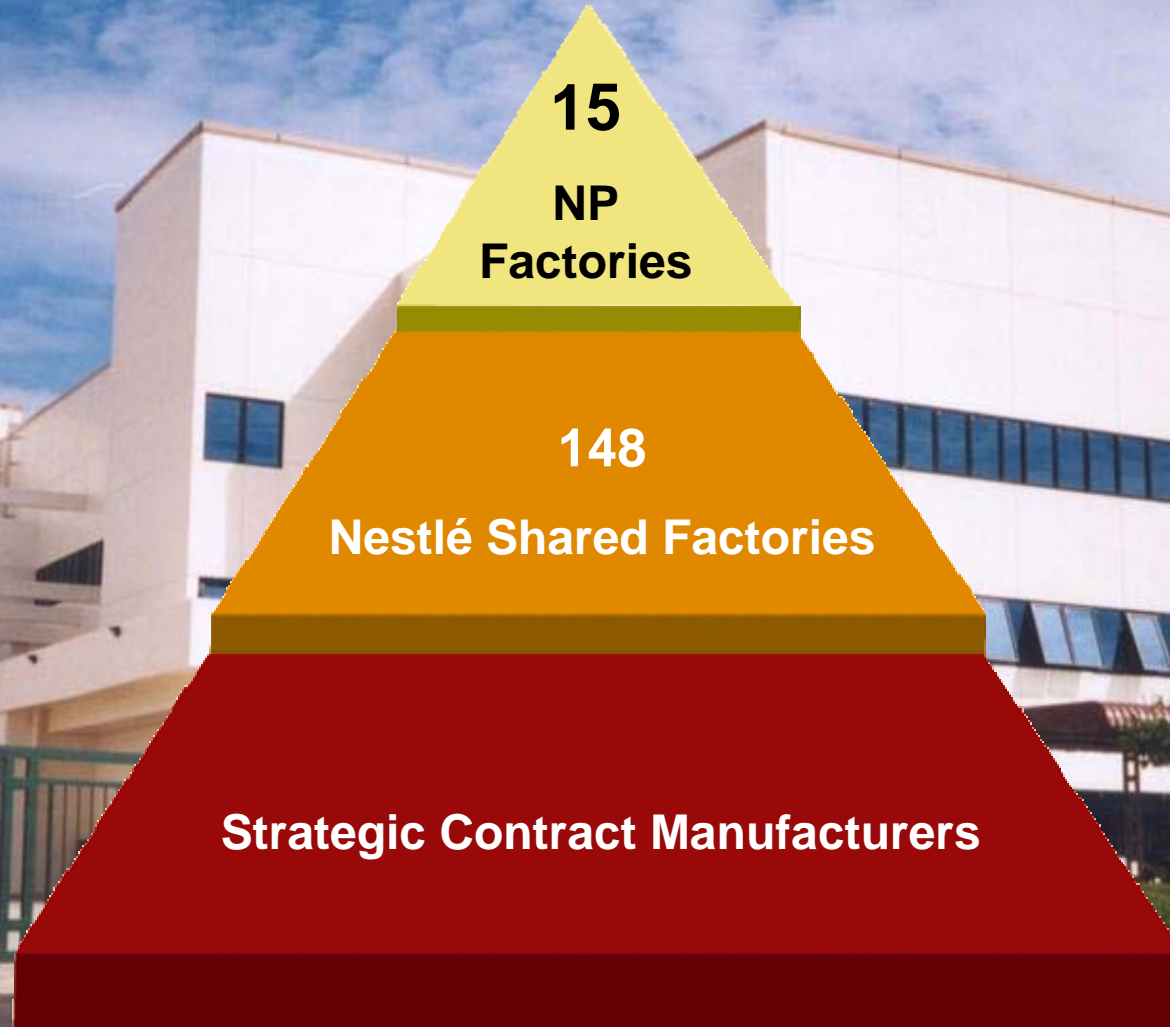 15
NP
Factories
148
Nestlé Shared Factories
Strategic Contract Manufacturers